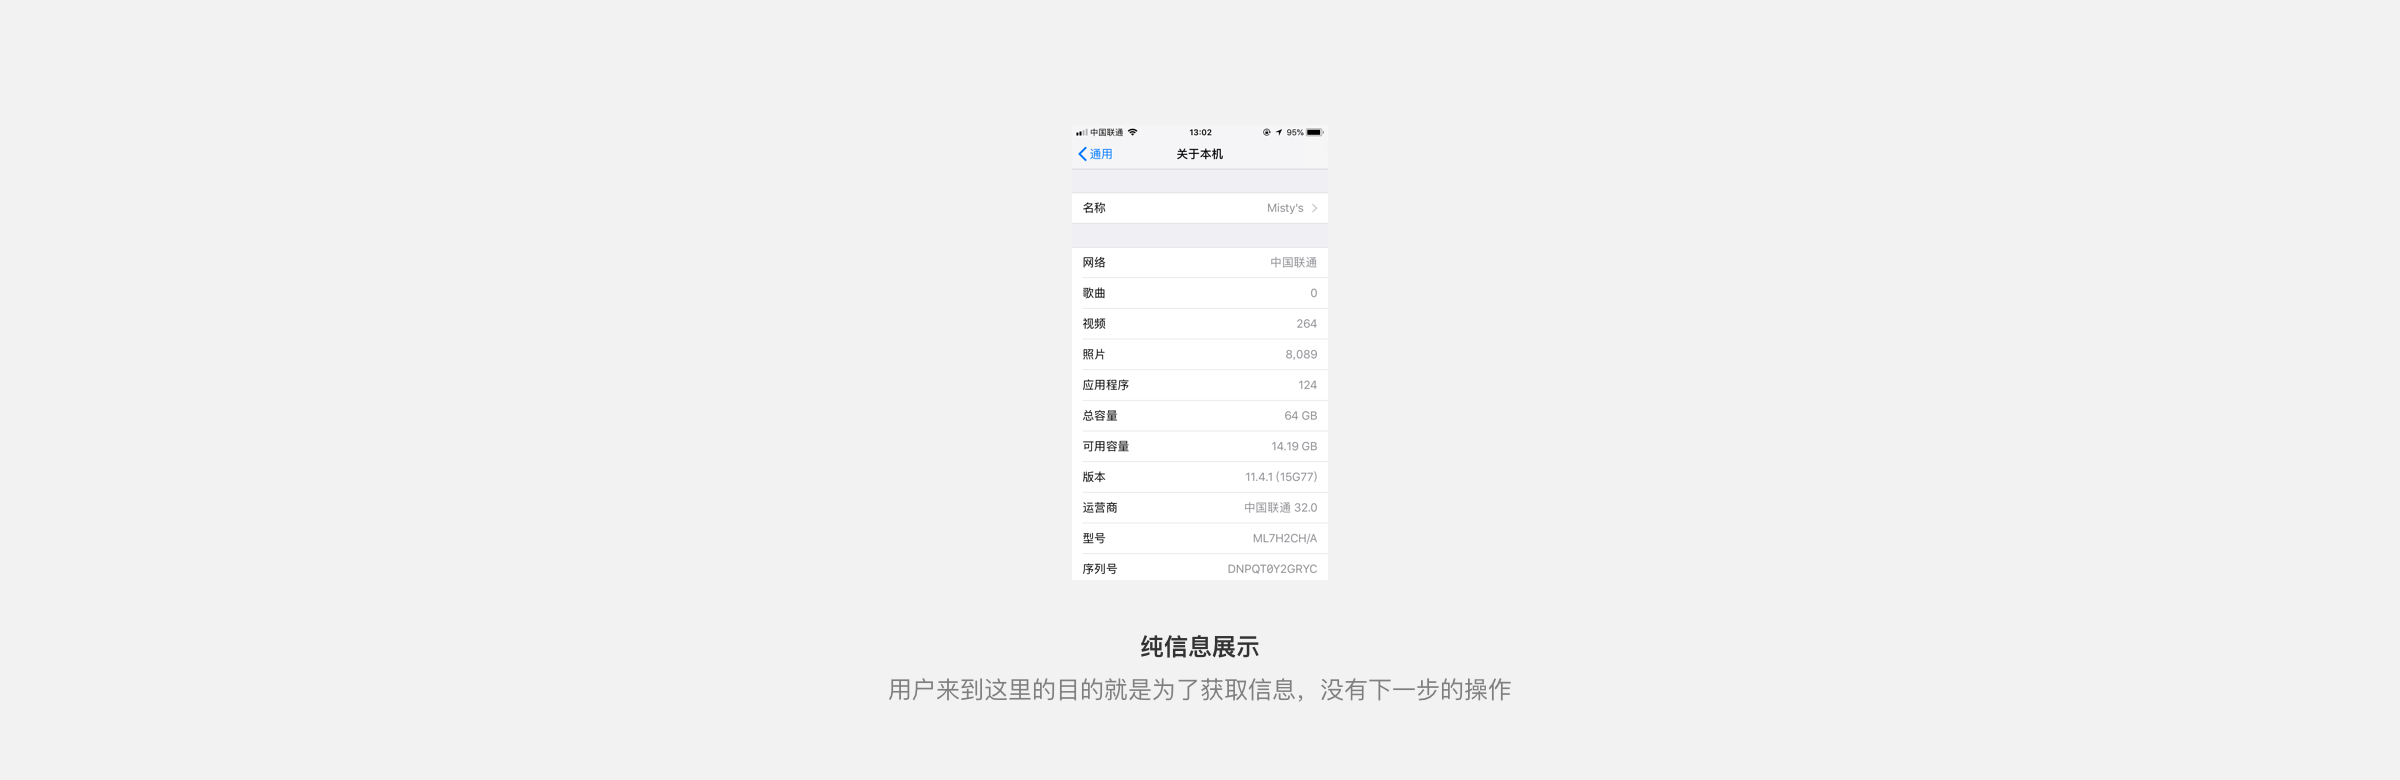 中国联通 13:02 95%
通用 关于本机
名称 Misty's
网络 中国联通
歌曲 0
视频 264
照片 8,089
应用程序 124
总容量 64 GB
可用容量 14.19 GB
版本 11.4.1 (15G77)
运营商 中国联通 32.0
型号 ML7H2CH/A
序列号 DNPQT0Y2GRYC
纯信息展示
用户来到这里的目的就是为了获取信息，没有下一步的操作